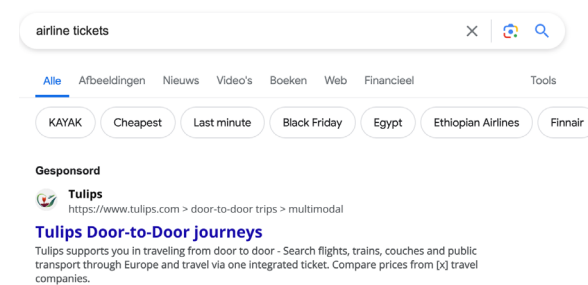 airline tickets
Alle Afbeeldingen Nieuws Video's Boeken Web Financieel Tools
KAYAK Cheapest Last minute Black Friday Egypt Ethiopian Airlines Finnair
Gesponsord
Tulips
https://www.tulips.com > door-to-door trips > multimodal
Tulips Door-to-Door journeys
Tulips supports you in traveling from door to door - Search flights, trains, couches and public
transport through Europe and travel via one integrated ticket. Compare prices from [x] travel
companies.